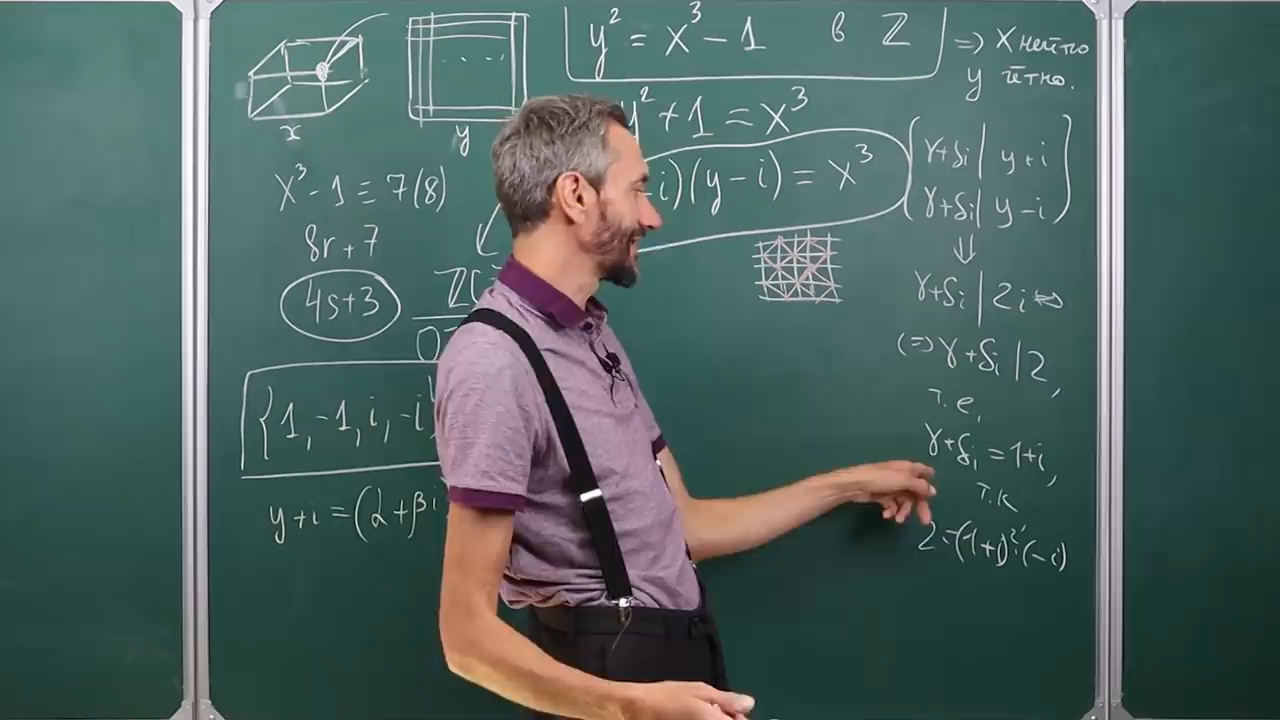 y² = x³ − 1 в Z
=> x нечётно
y чётно.
x
y
y² + 1 = x³
i)(y − i) = x³
x³ − 1 ≡ 7(8)
8r + 7
4s + 3
{1, −1, i, −i
y + i = (α + βi
γ + δi | y + i
γ + δi | y − i
⇓
γ + δi | 2i <=>
<=> γ + δi | 2,
т.е.
γ + δi = 1 + i,
т.к
2 = (1 + i)² · (−i)